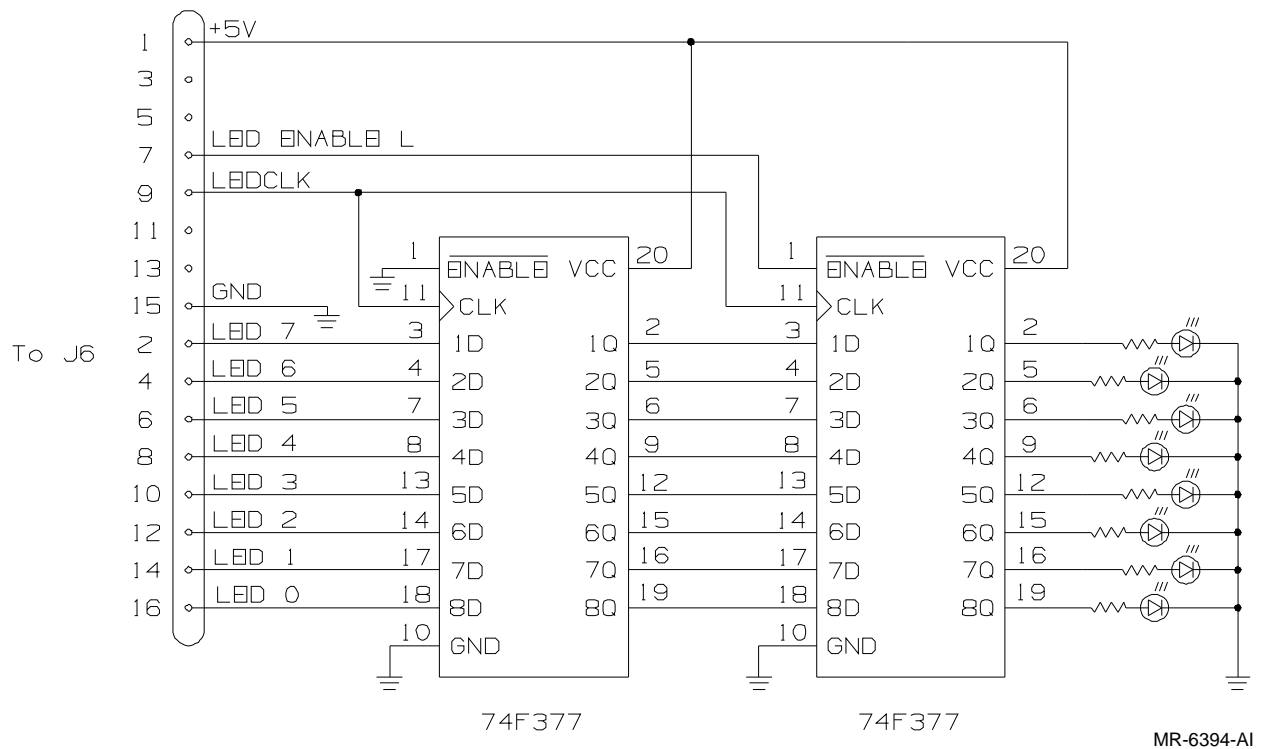 +5V
1
3
5
LED ENABLE L
7
LEDCLK
9
11
1 ENABLE VCC 20
1 ENABLE VCC 20
13
GND
11 CLK
11 CLK
15
LED 7
To J6
2
3 1D 1Q 2
3 1D 1Q 2
LED 6
4
4 2D 2Q 5
4 2D 2Q 5
LED 5
6
7 3D 3Q 6
7 3D 3Q 6
LED 4
8
8 4D 4Q 9
8 4D 4Q 9
LED 3
10
13 5D 5Q 12
13 5D 5Q 12
LED 2
12
14 6D 6Q 15
14 6D 6Q 15
LED 1
14
17 7D 7Q 16
17 7D 7Q 16
LED 0
16
18 8D 8Q 19
18 8D 8Q 19
10 GND
10 GND
74F377
74F377
MR-6394-AI